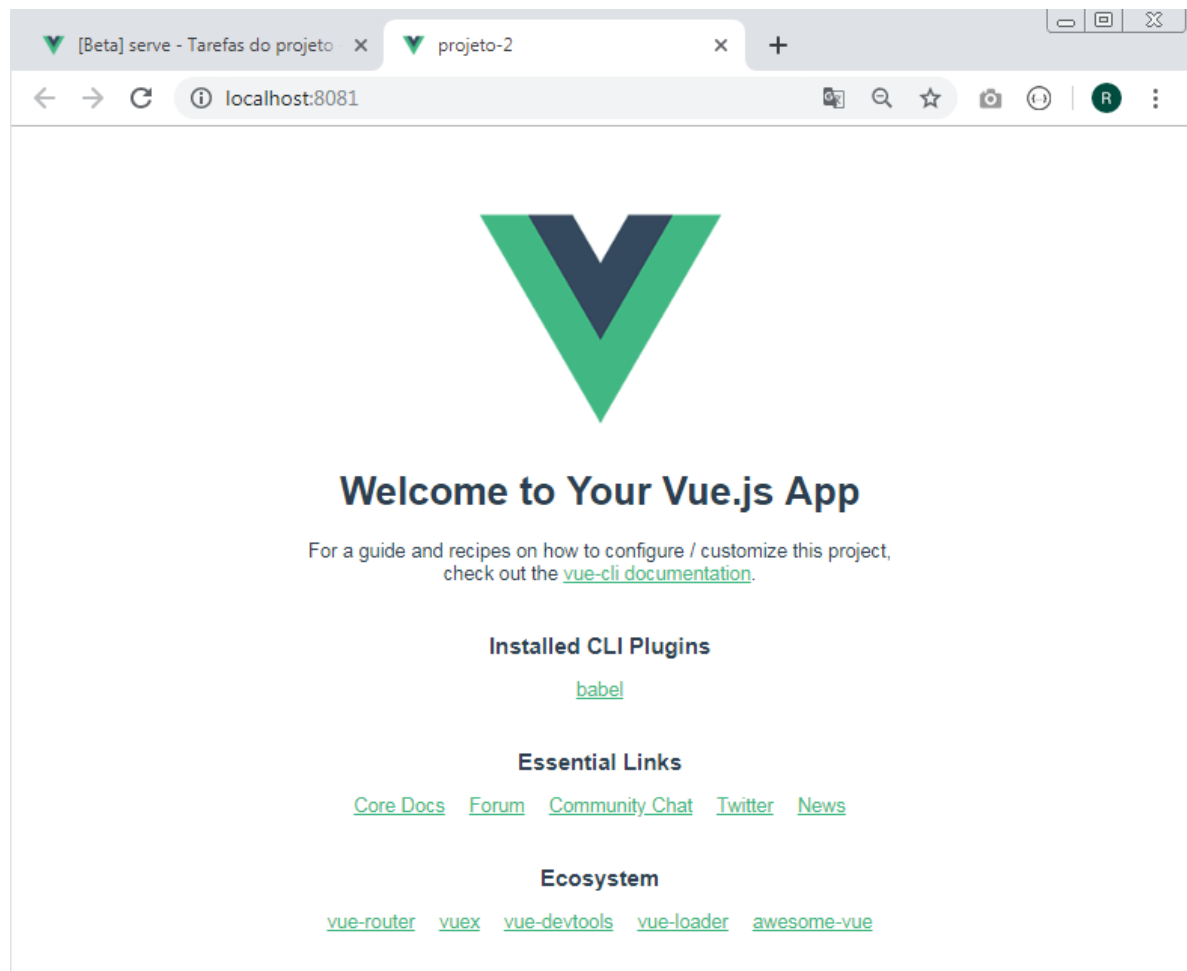 [Beta] serve - Tarefas do projeto -
projeto-2
localhost:8081
R
Welcome to Your Vue.js App
For a guide and recipes on how to configure / customize this project,
check out the vue-cli documentation.
Installed CLI Plugins
babel
Essential Links
Core Docs Forum Community Chat Twitter News
Ecosystem
vue-router vuex vue-devtools vue-loader awesome-vue